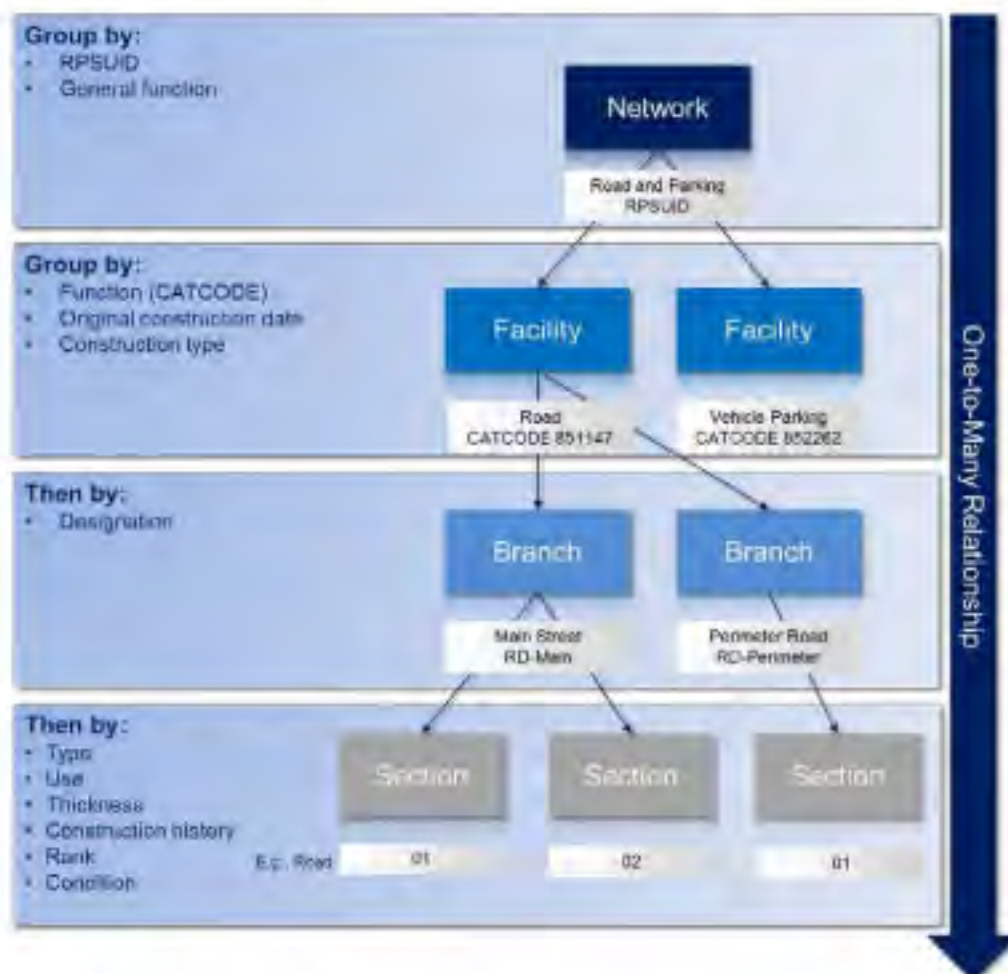 Group by:
• RPSUID
• General function
Network
Road and Parking
RPSUID
Group by:
• Function (CATCODE)
• Original construction date
• Construction type
Facility
Facility
Road
CATCODE 851147
Vehicle Parking
CATCODE 852262
Then by:
• Designation
Branch
Branch
Main Street
RD-Main
Perimeter Road
RD-Perimeter
Then by:
• Type
• Use
• Thickness
• Construction history
• Rank
• Condition
Section
Section
Section
E.g., Road
01
02
01
One-to-Many Relationship